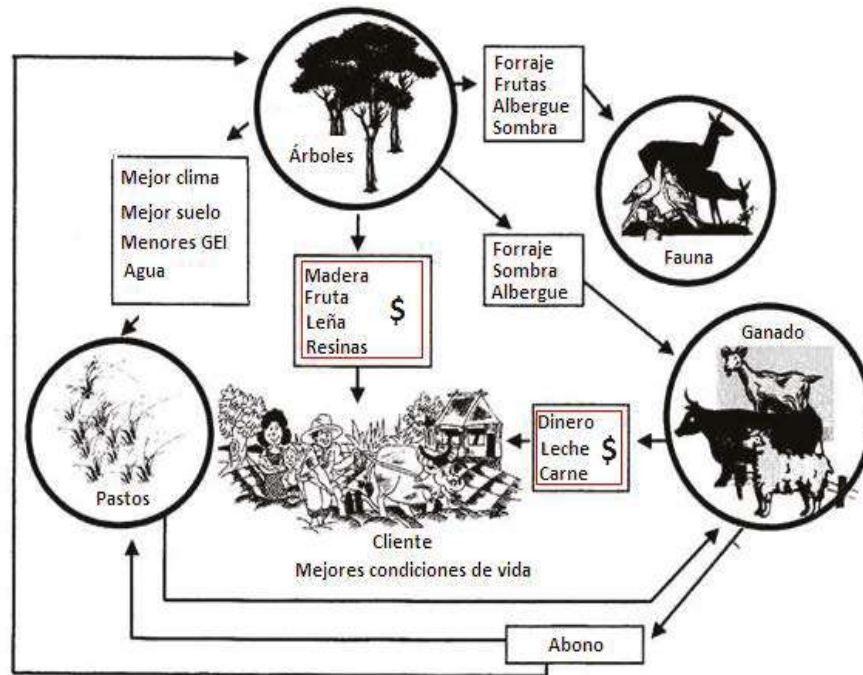 Forraje
Frutas
Albergue
Sombra
Árboles
Mejor clima
Mejor suelo
Menores GEI
Agua
Fauna
Forraje
Sombra
Albergue
Madera
Fruta
Leña
Resinas
$
Ganado
Dinero
Leche
Carne
$
Pastos
Cliente
Mejores condiciones de vida
Abono